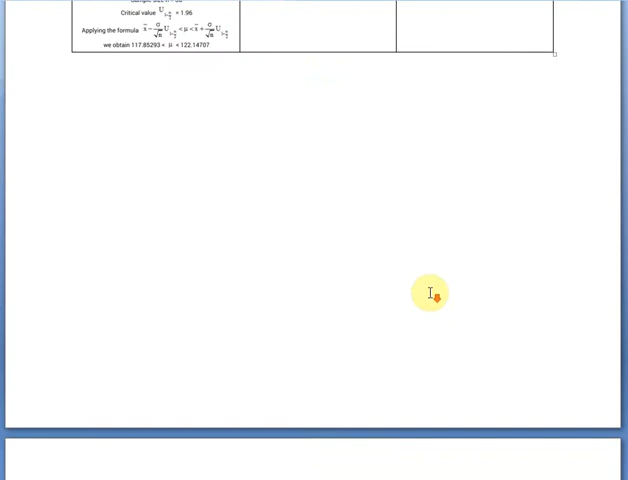 Critical value U₁₋α/₂ = 1.96
Applying the formula x̄ − σ/√n U₁₋α/₂ < μ < x̄ + σ/√n U₁₋α/₂
we obtain 117.85293 < μ < 122.14707